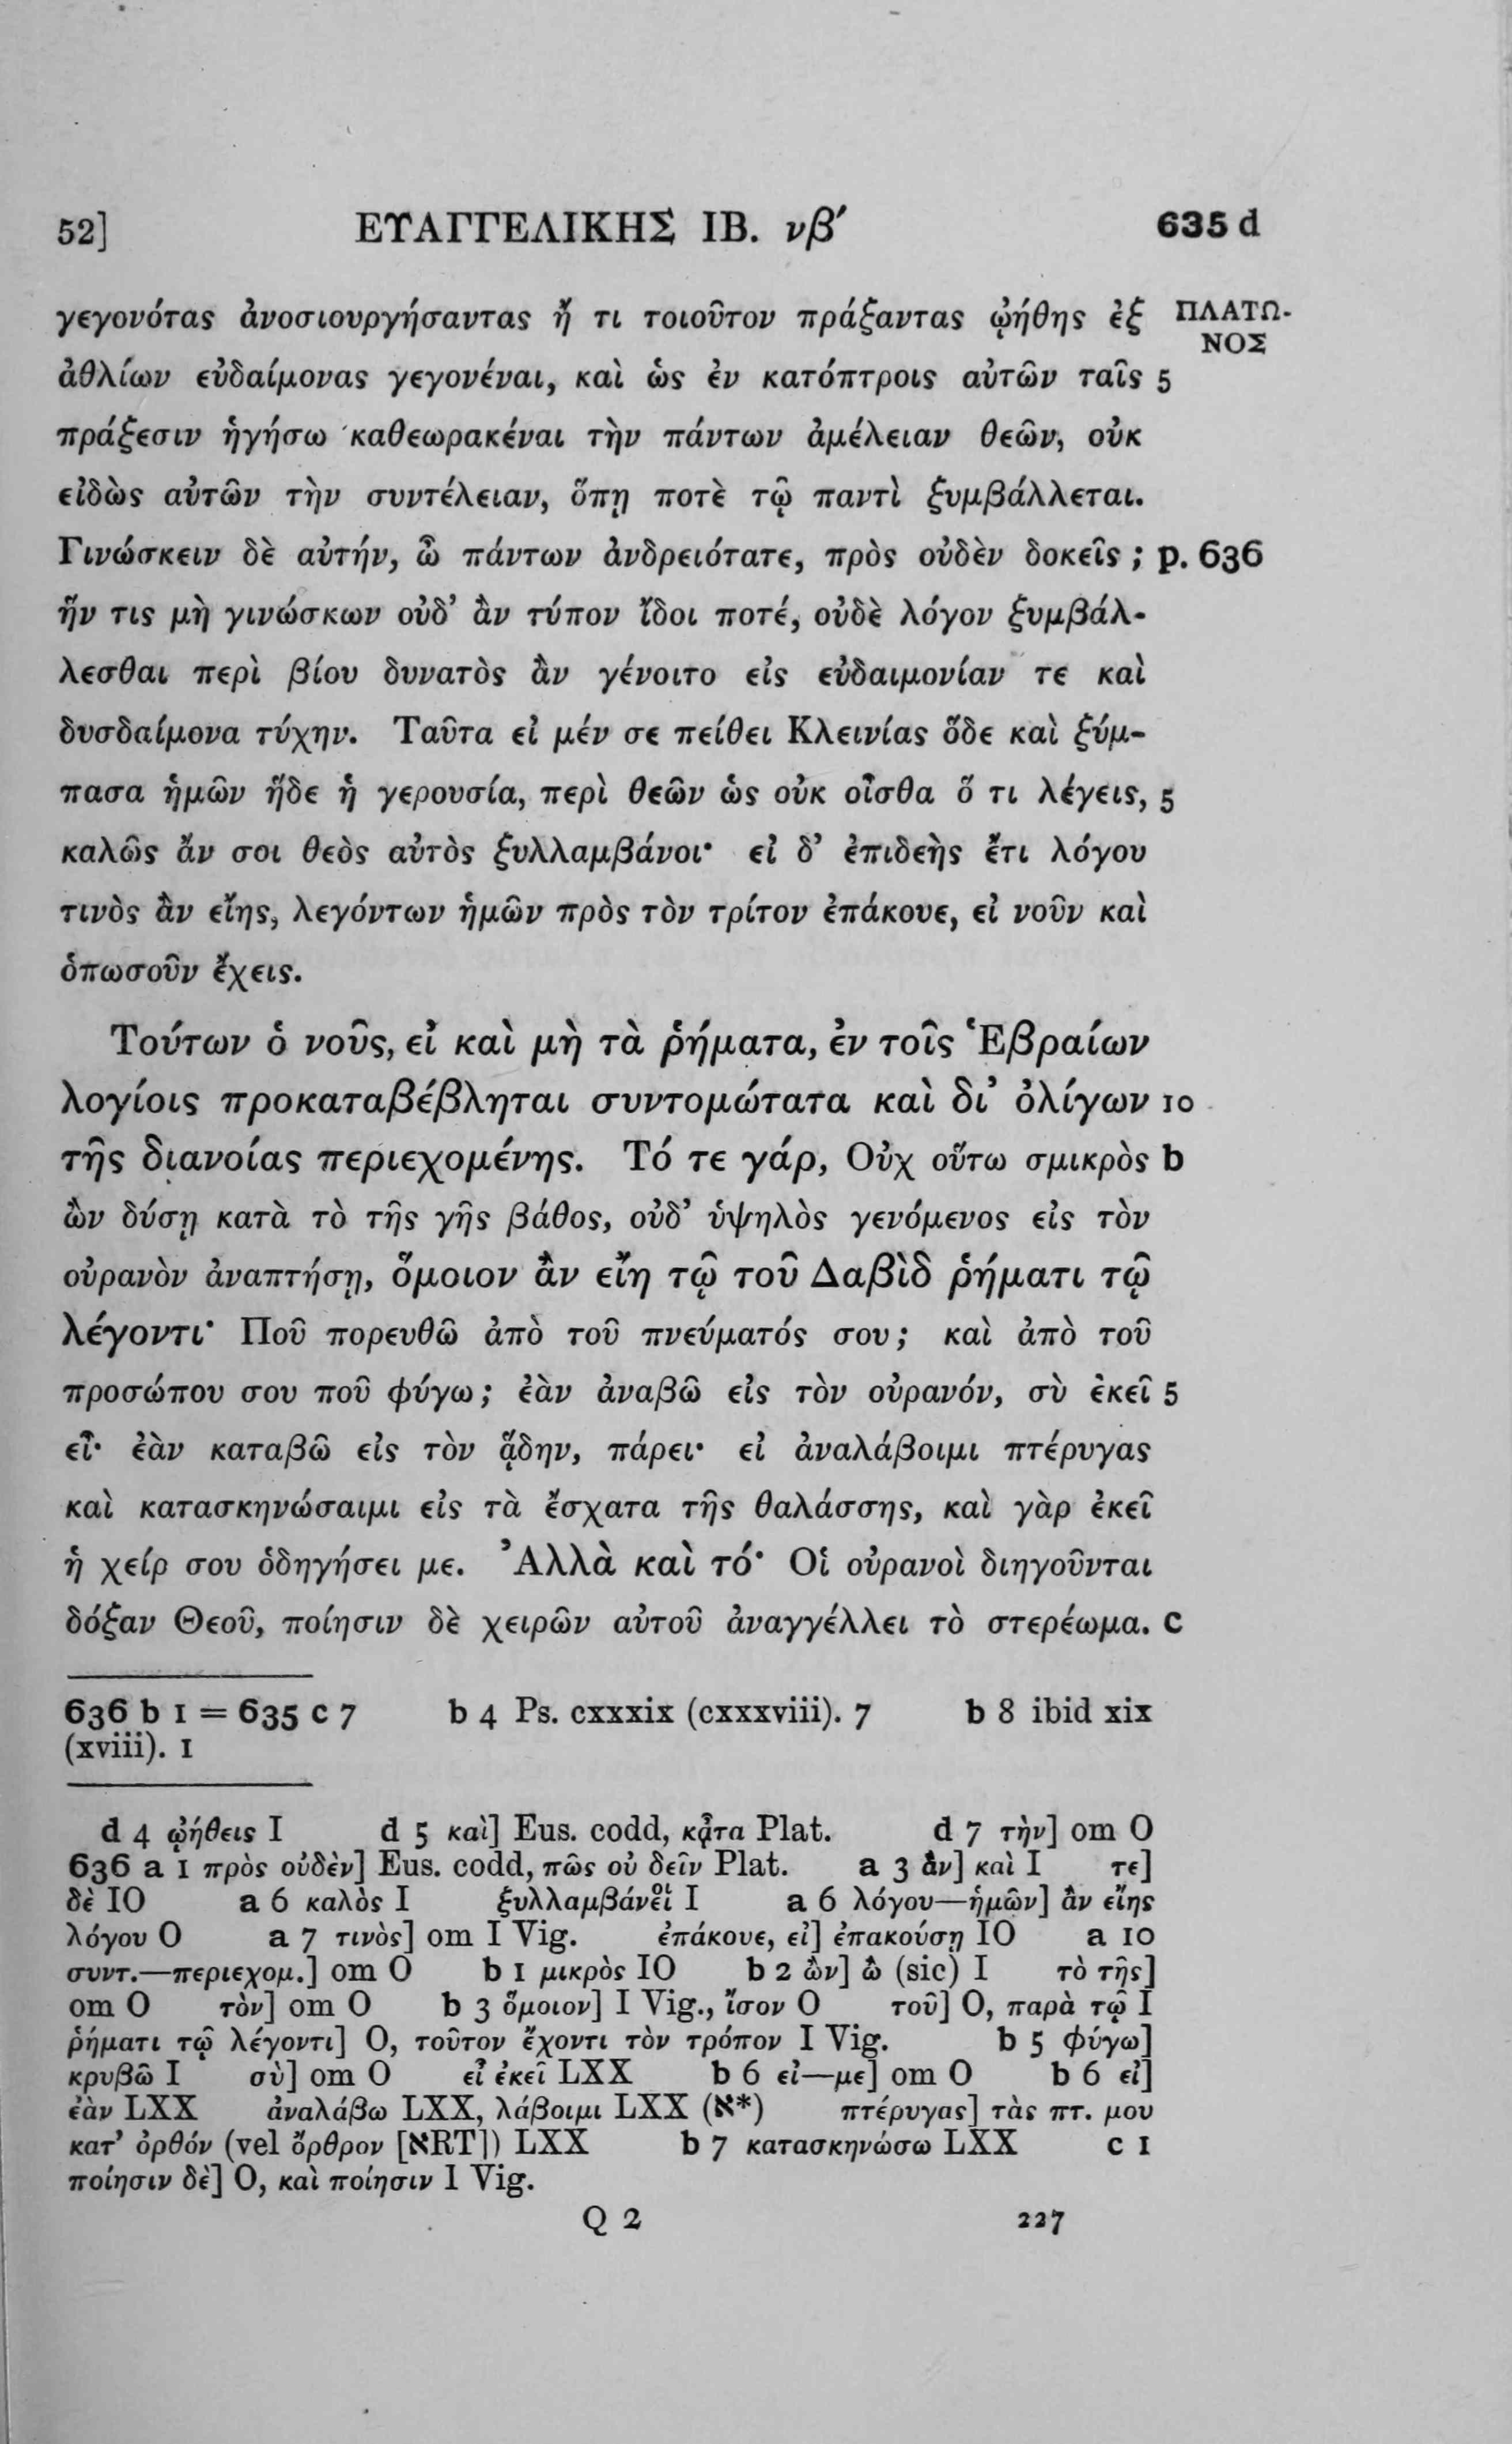 52] ΕΥΑΓΓΕΛΙΚΗΣ ΙΒ. νβ′ 635 d
γεγονότας ἀνοσιουργήσαντας ἤ τι τοιοῦτον πράξαντας ᾠήθης ἐξ ΠΛΑΤΩ-
ΝΟΣ
ἀθλίων εὐδαίμονας γεγονέναι, καὶ ὡς ἐν κατόπτροις αὐτῶν ταῖς 5
πράξεσιν ἡγήσω καθεωρακέναι τὴν πάντων ἀμέλειαν θεῶν, οὐκ
εἰδὼς αὐτῶν τὴν συντέλειαν, ὅπῃ ποτὲ τῷ παντὶ ξυμβάλλεται.
Γινώσκειν δὲ αὐτήν, ὦ πάντων ἀνδρειότατε, πρὸς οὐδὲν δοκεῖς ; p. 636
ἥν τις μὴ γινώσκων οὐδ’ ἂν τύπον ἴδοι ποτέ, οὐδὲ λόγον ξυμβάλ-
λεσθαι περὶ βίου δυνατὸς ἂν γένοιτο εἰς εὐδαιμονίαν τε καὶ
δυσδαίμονα τύχην. Ταῦτα εἰ μέν σε πείθει Κλεινίας ὅδε καὶ ξύμ-
πασα ἡμῶν ἥδε ἡ γερουσία, περὶ θεῶν ὡς οὐκ οἶσθα ὅ τι λέγεις, 5
καλῶς ἄν σοι θεὸς αὐτὸς ξυλλαμβάνοι· εἰ δ’ ἐπιδεὴς ἔτι λόγου
τινὸς ἂν εἴης, λεγόντων ἡμῶν πρὸς τὸν τρίτον ἐπάκουε, εἰ νοῦν καὶ
ὁπωσοῦν ἔχεις.
Τούτων ὁ νοῦς, εἰ καὶ μὴ τὰ ῥήματα, ἐν τοῖς Ἑβραίων
λογίοις προκαταβέβληται συντομώτατα καὶ δι’ ὀλίγων 10
τῆς διανοίας περιεχομένης. Τό τε γάρ, Οὐχ οὕτω σμικρὸς b
ὢν δύσῃ κατὰ τὸ τῆς γῆς βάθος, οὐδ’ ὑψηλὸς γενόμενος εἰς τὸν
οὐρανὸν ἀναπτήσῃ, ὅμοιον ἂν εἴη τῷ τοῦ Δαβὶδ ῥήματι τῷ
λέγοντι· Ποῦ πορευθῶ ἀπὸ τοῦ πνεύματός σου; καὶ ἀπὸ τοῦ
προσώπου σου ποῦ φύγω; ἐὰν ἀναβῶ εἰς τὸν οὐρανόν, σὺ ἐκεῖ 5
εἶ· ἐὰν καταβῶ εἰς τὸν ᾅδην, πάρει· εἰ ἀναλάβοιμι πτέρυγας
καὶ κατασκηνώσαιμι εἰς τὰ ἔσχατα τῆς θαλάσσης, καὶ γὰρ ἐκεῖ
ἡ χείρ σου ὁδηγήσει με. Ἀλλὰ καὶ τό· Οἱ οὐρανοὶ διηγοῦνται
δόξαν Θεοῦ, ποίησιν δὲ χειρῶν αὐτοῦ ἀναγγέλλει τὸ στερέωμα. c
636 b 1 = 635 c 7 b 4 Ps. cxxxix (cxxxviii). 7 b 8 ibid xix
(xviii). 1
d 4 ᾠήθεις I d 5 καὶ] Eus. codd, κᾆτα Plat. d 7 τὴν] om O
636 a 1 πρὸς οὐδὲν] Eus. codd, πῶς οὐ δεῖν Plat. a 3 ἂν] καὶ I τε]
δὲ IO a 6 καλὸς I ξυλλαμβάνεῖ I a 6 λόγου—ἡμῶν] ἂν εἴης
λόγου O a 7 τινὸς] om I Vig. ἐπάκουε, εἰ] ἐπακούσῃ IO a 10
συντ.—περιεχομ.] om O b 1 μικρὸς IO b 2 ὢν] ὦ (sic) I τὸ τῆς]
om O τὸν] om O b 3 ὅμοιον] I Vig., ἴσον O τοῦ] O, παρὰ τῷ I
ῥήματι τῷ λέγοντι] O, τοῦτον ἔχοντι τὸν τρόπον I Vig. b 5 φύγω]
κρυβῶ I σὺ] om O εἶ ἐκεῖ LXX b 6 εἰ—με] om O b 6 εἰ]
ἐὰν LXX ἀναλάβω LXX, λάβοιμι LXX (א*) πτέρυγας] τὰς πτ. μου
κατ’ ὀρθόν (vel ὄρθρον [אRT]) LXX b 7 κατασκηνώσω LXX c 1
ποίησιν δὲ] O, καὶ ποίησιν I Vig.
Q 2 227